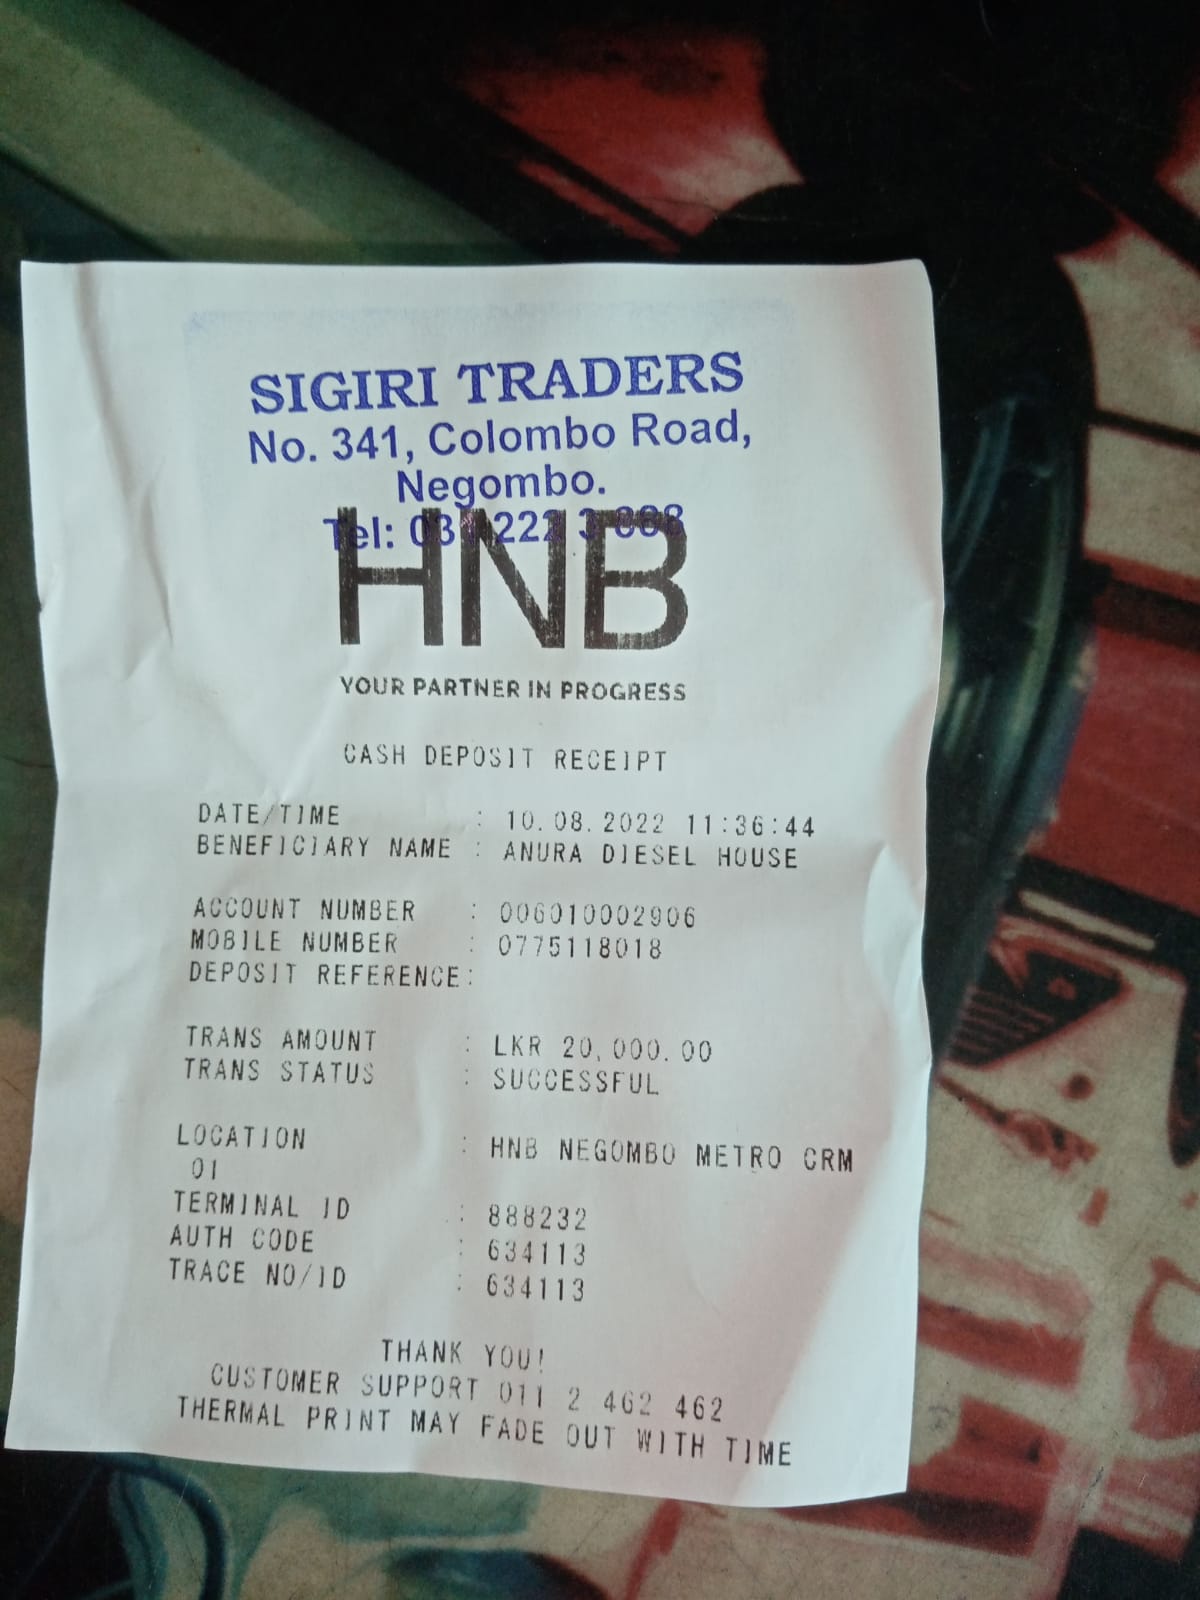 SIGIRI TRADERS
No. 341, Colombo Road,
Negombo.
Tel:
HNB
YOUR PARTNER IN PROGRESS
CASH DEPOSIT RECEIPT
DATE/TIME : 10.08.2022 11:36:44
BENEFICIARY NAME : ANURA DIESEL HOUSE
ACCOUNT NUMBER : 006010002906
MOBILE NUMBER : 0775118018
DEPOSIT REFERENCE:
TRANS AMOUNT : LKR 20,000.00
TRANS STATUS : SUCCESSFUL
LOCATION : HNB NEGOMBO METRO CRM
01
TERMINAL ID : 888232
AUTH CODE : 634113
TRACE NO/ID : 634113
THANK YOU!
CUSTOMER SUPPORT 011 2 462 462
THERMAL PRINT MAY FADE OUT WITH TIME